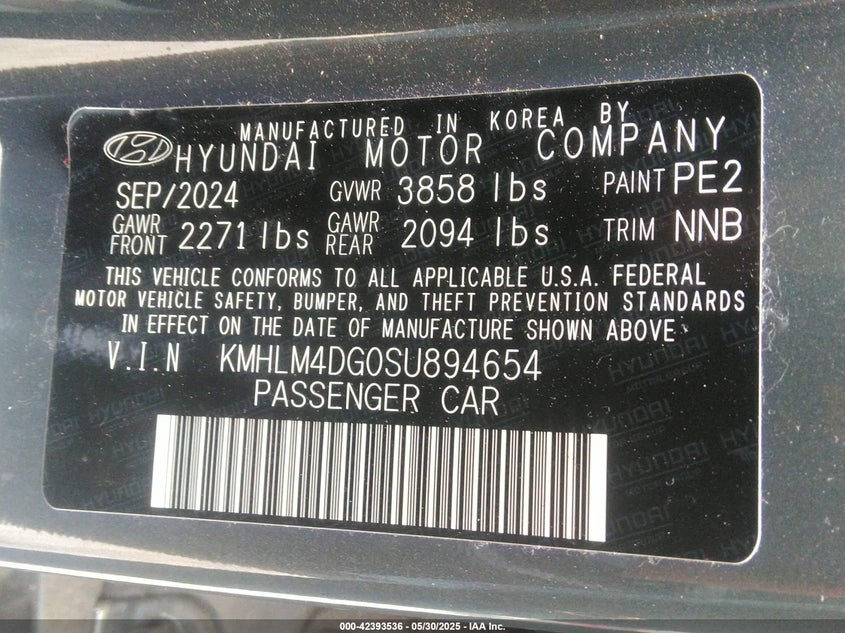 MANUFACTURED IN KOREA BY
HYUNDAI MOTOR COMPANY
SEP/2024 GVWR 3858 lbs PAINT PE2
GAWR FRONT 2271 lbs GAWR REAR 2094 lbs TRIM NNB
THIS VEHICLE CONFORMS TO ALL APPLICABLE U.S.A. FEDERAL
MOTOR VEHICLE SAFETY, BUMPER, AND THEFT PREVENTION STANDARDS
IN EFFECT ON THE DATE OF MANUFACTURE SHOWN ABOVE
V.I.N KMHLM4DG0SU894654
PASSENGER CAR
000-42393536 - 05/30/2025 - IAA Inc.